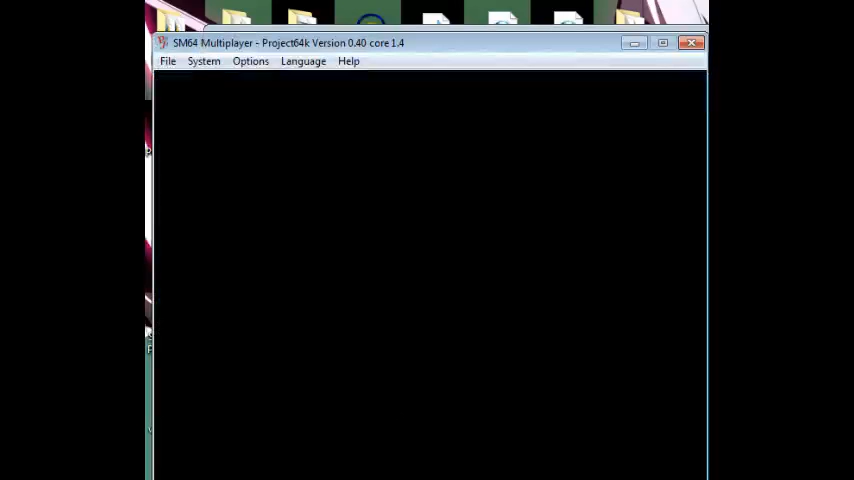 SM64 Multiplayer - Project64k Version 0.40 core 1.4
File System Options Language Help